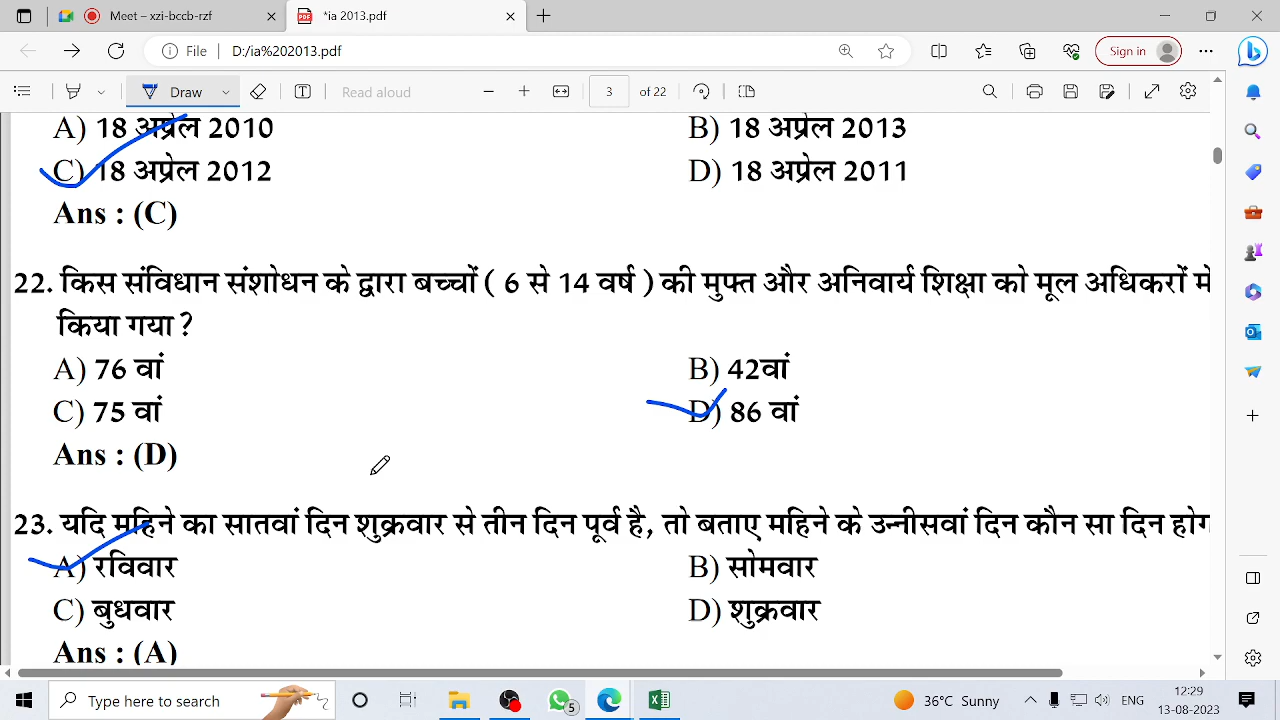 Meet – xzi-bccb-rzf
*ia 2013.pdf
File
D:/ia%202013.pdf
Sign in
Draw
Read aloud
3
of 22
A) 18 अप्रेल 2010
B) 18 अप्रेल 2013
C) 18 अप्रेल 2012
D) 18 अप्रेल 2011
Ans : (C)
22. किस संविधान संशोधन के द्वारा बच्चों ( 6 से 14 वर्ष ) की मुफ्त और अनिवार्य शिक्षा को मूल अधिकरों मे
किया गया ?
A) 76 वां
B) 42वां
C) 75 वां
D) 86 वां
Ans : (D)
23. यदि महिने का सातवां दिन शुक्रवार से तीन दिन पूर्व है, तो बताए महिने के उन्नीसवां दिन कौन सा दिन होग
A) रविवार
B) सोमवार
C) बुधवार
D) शुक्रवार
Ans : (A)
Type here to search
5
36°C Sunny
ENG
12:29
13-08-2023